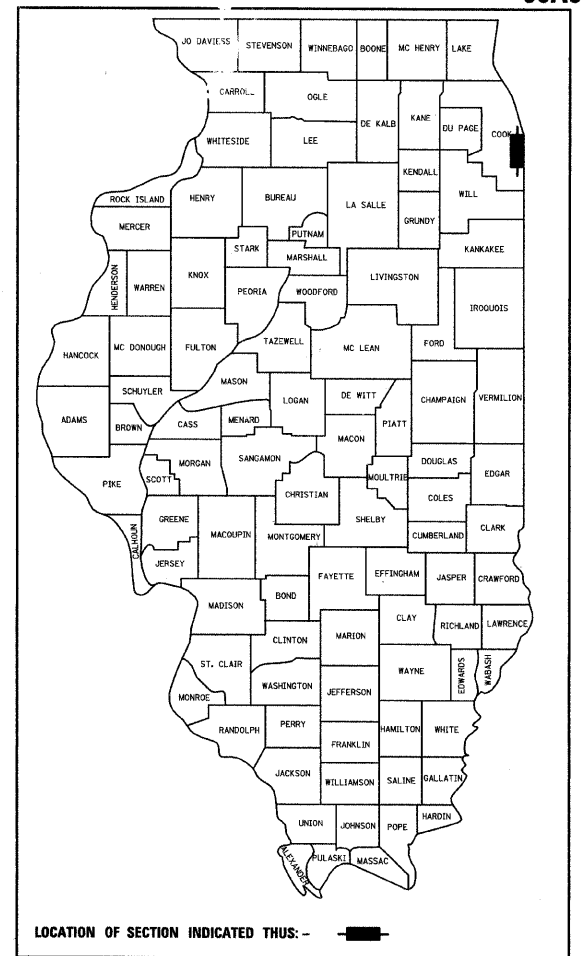 JO DAVIESS STEVENSON WINNEBAGO BOONE MC HENRY LAKE
CARROLL OGLE
DE KALB KANE DU PAGE COOK
WHITESIDE LEE
KENDALL WILL
ROCK ISLAND HENRY BUREAU LA SALLE GRUNDY
MERCER PUTNAM
STARK MARSHALL KANKAKEE
HENDERSON WARREN KNOX PEORIA WOODFORD LIVINGSTON
IROQUOIS
HANCOCK MC DONOUGH FULTON TAZEWELL MC LEAN FORD
SCHUYLER MASON LOGAN DE WITT CHAMPAIGN VERMILION
ADAMS BROWN CASS MENARD MACON PIATT
SANGAMON DOUGLAS
PIKE SCOTT MORGAN CHRISTIAN MOULTRIE COLES EDGAR
GREENE MACOUPIN SHELBY
CALHOUN MONTGOMERY CUMBERLAND CLARK
JERSEY FAYETTE EFFINGHAM JASPER CRAWFORD
MADISON BOND CLAY RICHLAND LAWRENCE
CLINTON MARION
ST. CLAIR WAYNE EDWARDS WABASH
MONROE WASHINGTON JEFFERSON
RANDOLPH PERRY HAMILTON WHITE
FRANKLIN
JACKSON WILLIAMSON SALINE GALLATIN
UNION JOHNSON POPE HARDIN
ALEXANDER PULASKI MASSAC
LOCATION OF SECTION INDICATED THUS: –